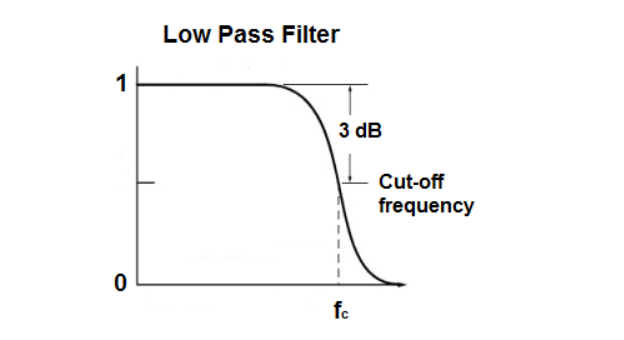 Low Pass Filter
1
3 dB
Cut-off
frequency
0
fc